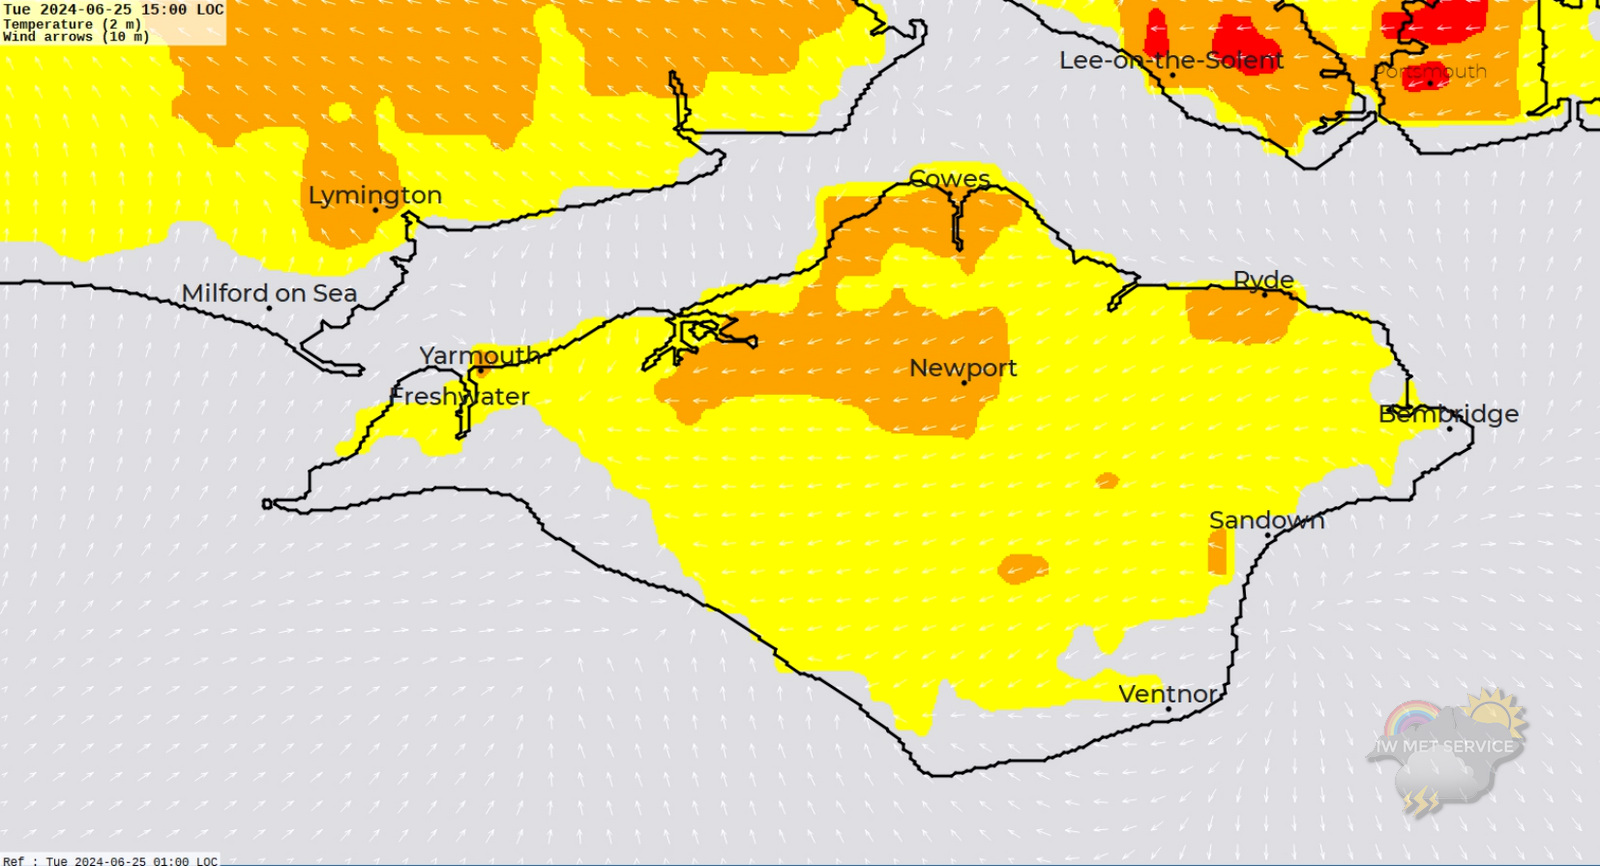 Tue 2024-06-25 15:00 LOC
Temperature (2 m)
Wind arrows (10 m)
Lee-on-the-Solent
Portsmouth
Cowes
Lymington
Ryde
Milford on Sea
Yarmouth
Newport
Freshwater
Bembridge
Sandown
Ventnor
IW MET SERVICE
Ref : Tue 2024-06-25 01:00 LOC